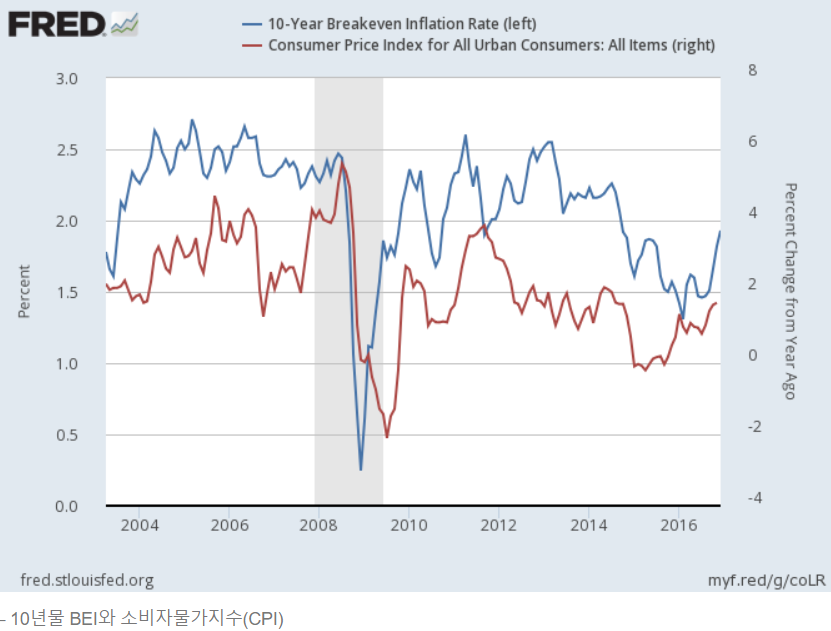 FRED
10-Year Breakeven Inflation Rate (left)
Consumer Price Index for All Urban Consumers: All Items (right)
3.0
2.5
2.0
1.5
1.0
0.5
0.0
Percent
8
6
4
2
0
-2
-4
Percent Change from Year Ago
2004
2006
2008
2010
2012
2014
2016
fred.stlouisfed.org
myf.red/g/coLR
- 10년물 BEI와 소비자물가지수(CPI)